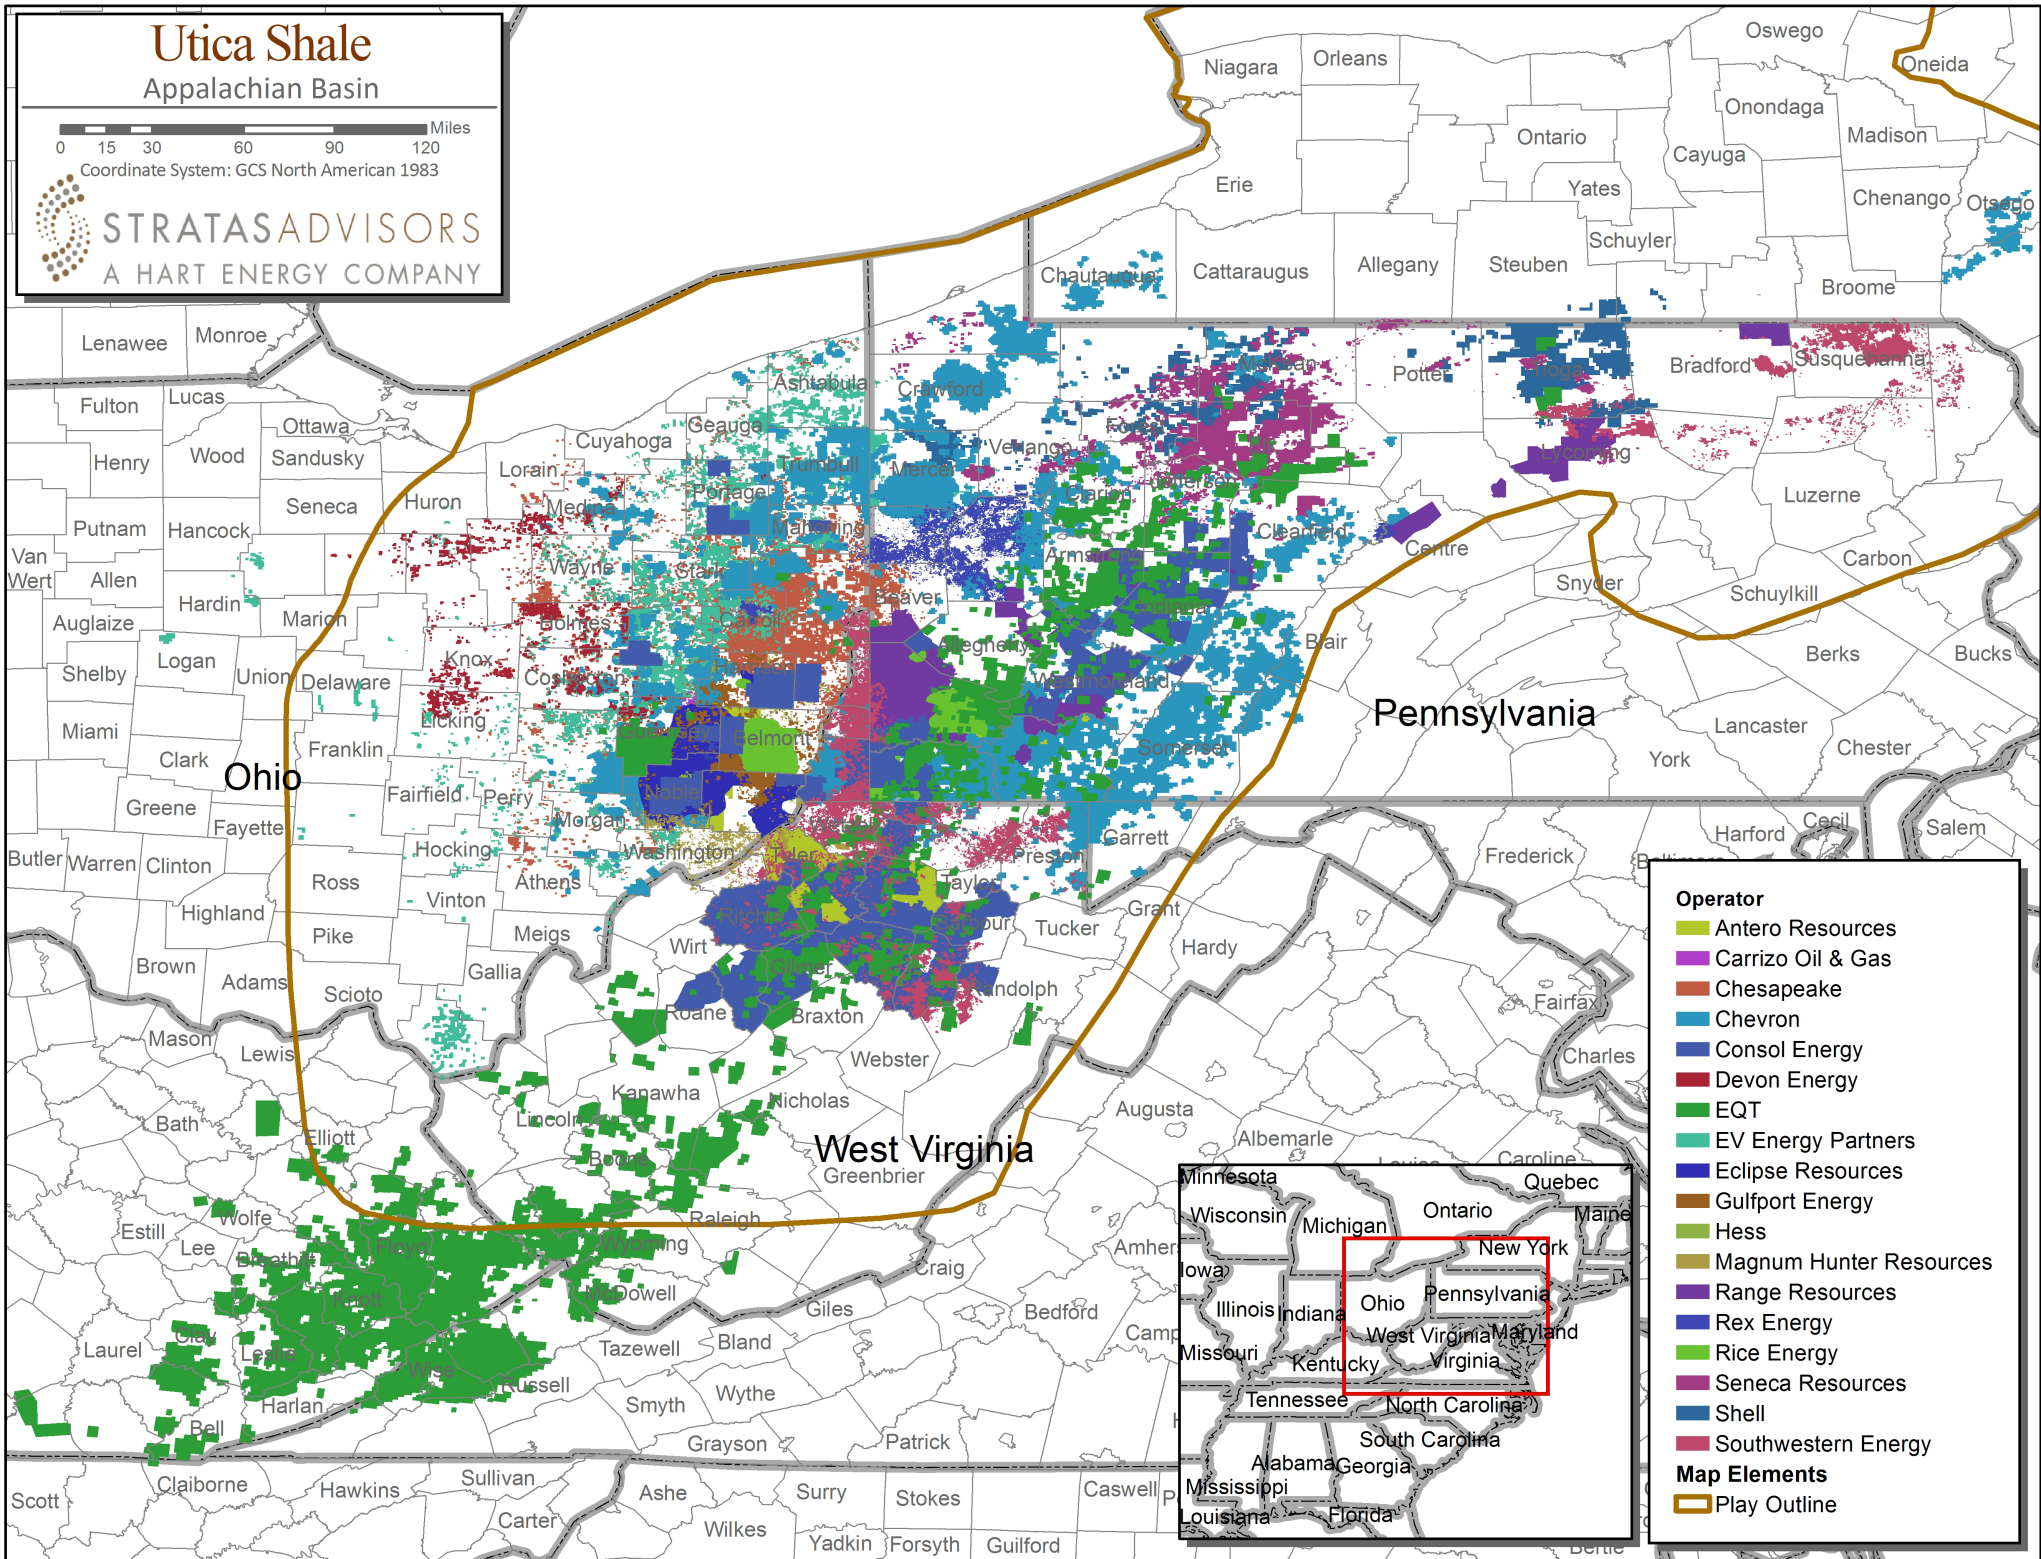 Utica Shale
Appalachian Basin
Miles
0 15 30 60 90 120
Coordinate System: GCS North American 1983
STRATAS ADVISORS
A HART ENERGY COMPANY
Oswego
Niagara Orleans Oneida
Onondaga
Ontario Madison
Cayuga
Erie Yates Chenango Otsego
Schuyler
Chautauqua Cattaraugus Allegany Steuben
Broome
Lenawee Monroe
Ashtabula Crawford McKean Potter Tioga Bradford Susquehanna
Fulton Lucas
Ottawa Geauga
Cuyahoga Forest
Henry Wood Sandusky Lorain Trumbull Mercer Venango Elk Lycoming
Seneca Huron Medina Portage Clarion Jefferson Luzerne
Putnam Hancock Mahoning Clearfield
Van
Wert Allen Wayne Stark Armstrong Centre Carbon
Hardin Beaver Snyder Schuylkill
Auglaize Marion Holmes Carroll Indiana
Allegheny Blair
Shelby Logan Union Delaware Knox Coshocton Harrison Westmoreland Berks Bucks
Licking Pennsylvania
Miami Franklin Guernsey Belmont Somerset Lancaster
Clark York Chester
Ohio
Greene Fairfield Perry Noble
Fayette Morgan Wetzel Harford Cecil Salem
Garrett
Butler Warren Clinton Hocking Washington Tyler Preston Frederick Baltimore
Ross Athens Taylor
Highland Vinton Ritchie Grant
Pike Meigs Wirt Barbour Tucker Hardy
Brown Adams Gallia Gilmer
Scioto Roane Randolph Fairfax
Mason Braxton
Lewis Webster Charles
Kanawha
Bath Lincoln Nicholas Augusta
Elliott Boone Albemarle
West Virginia
Greenbrier Louisa Caroline
Wolfe Raleigh
Estill Lee Floyd Wyoming Amhers
Breathitt Craig
Knott McDowell Giles Bedford
Clay
Laurel Leslie Wise Tazewell Bland Camp
Russell
Harlan Smyth Wythe
Bell
Grayson Patrick
Claiborne Hawkins Sullivan
Scott Ashe Surry Stokes Caswell
Carter Wilkes
Yadkin Forsyth Guilford Bertie
Operator
Antero Resources
Carrizo Oil & Gas
Chesapeake
Chevron
Consol Energy
Devon Energy
EQT
EV Energy Partners
Eclipse Resources
Gulfport Energy
Hess
Magnum Hunter Resources
Range Resources
Rex Energy
Rice Energy
Seneca Resources
Shell
Southwestern Energy
Map Elements
Play Outline
Minnesota Quebec
Wisconsin Michigan Ontario Maine
New York
Iowa
Illinois Indiana Ohio Pennsylvania
West Virginia Maryland
Missouri Kentucky Virginia
Tennessee North Carolina
South Carolina
Alabama Georgia
Mississippi
Louisiana Florida